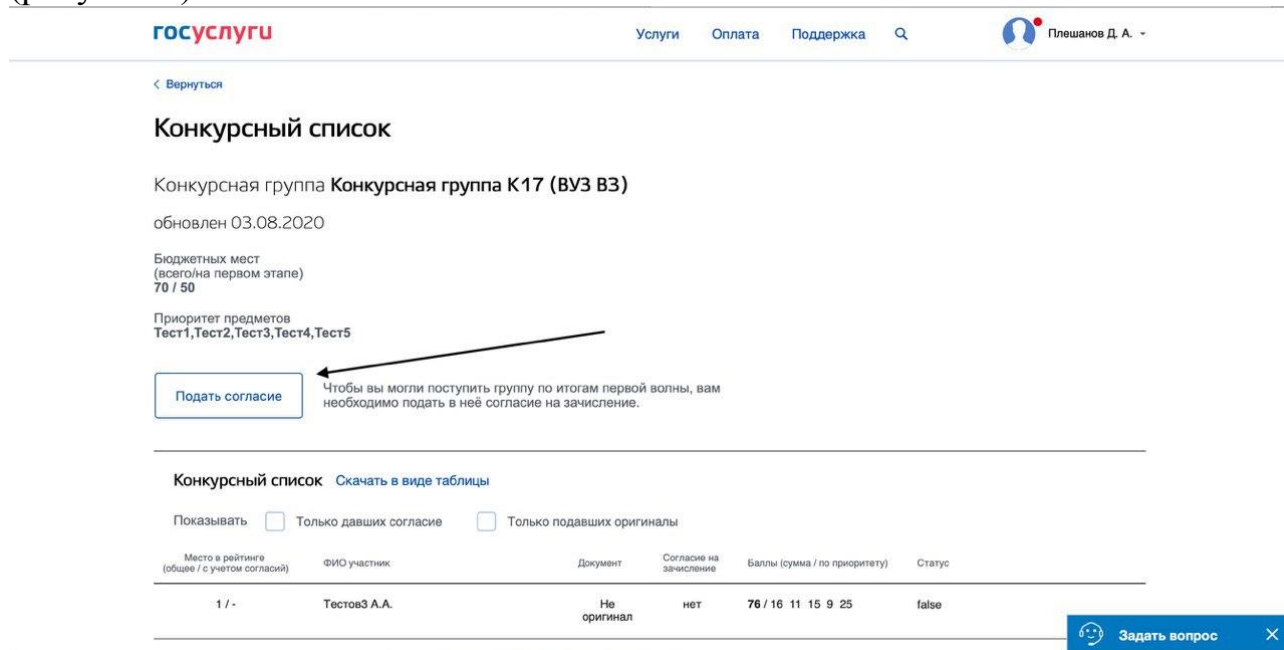 госуслуги
Услуги Оплата Поддержка Плешанов Д. А.
Вернуться
Конкурсный список
Конкурсная группа Конкурсная группа К17 (ВУЗ ВЗ)
обновлен 03.08.2020
Бюджетных мест
(всего/на первом этапе)
70 / 50
Приоритет предметов
Тест1,Тест2,Тест3,Тест4,Тест5
Подать согласие
Чтобы вы могли поступить группу по итогам первой волны, вам
необходимо подать в неё согласие на зачисление.
Конкурсный список Скачать в виде таблицы
Показывать Только давших согласие Только подавших оригиналы
Место в рейтинге
(общее / с учетом согласий)
ФИО участник
Документ
Согласие на
зачисление
Баллы (сумма / по приоритету)
Статус
1 / - Тестов3 А.А. Не
оригинал
нет 76 / 16 11 15 9 25 false
Задать вопрос